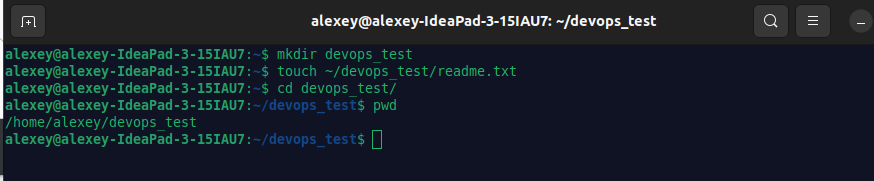 alexey@alexey-IdeaPad-3-15IAU7: ~/devops_test
alexey@alexey-IdeaPad-3-15IAU7:~$ mkdir devops_test
alexey@alexey-IdeaPad-3-15IAU7:~$ touch ~/devops_test/readme.txt
alexey@alexey-IdeaPad-3-15IAU7:~$ cd devops_test/
alexey@alexey-IdeaPad-3-15IAU7:~/devops_test$ pwd
/home/alexey/devops_test
alexey@alexey-IdeaPad-3-15IAU7:~/devops_test$